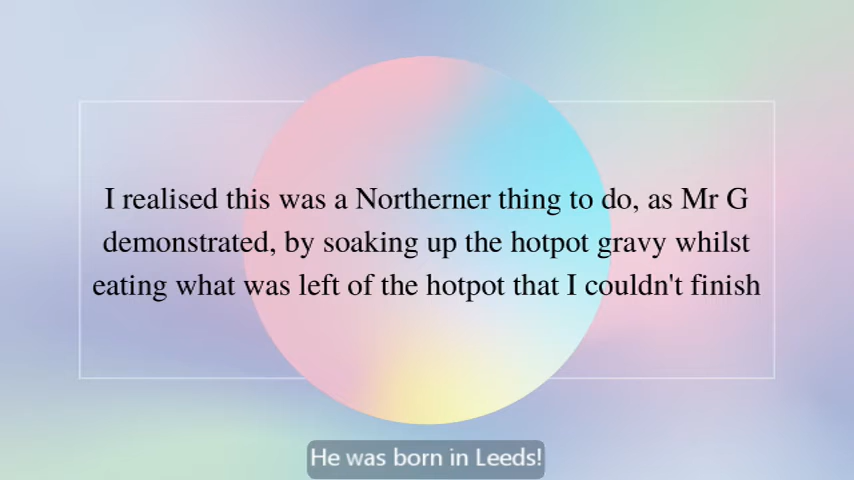 I realised this was a Northerner thing to do, as Mr G
demonstrated, by soaking up the hotpot gravy whilst
eating what was left of the hotpot that I couldn't finish
He was born in Leeds!